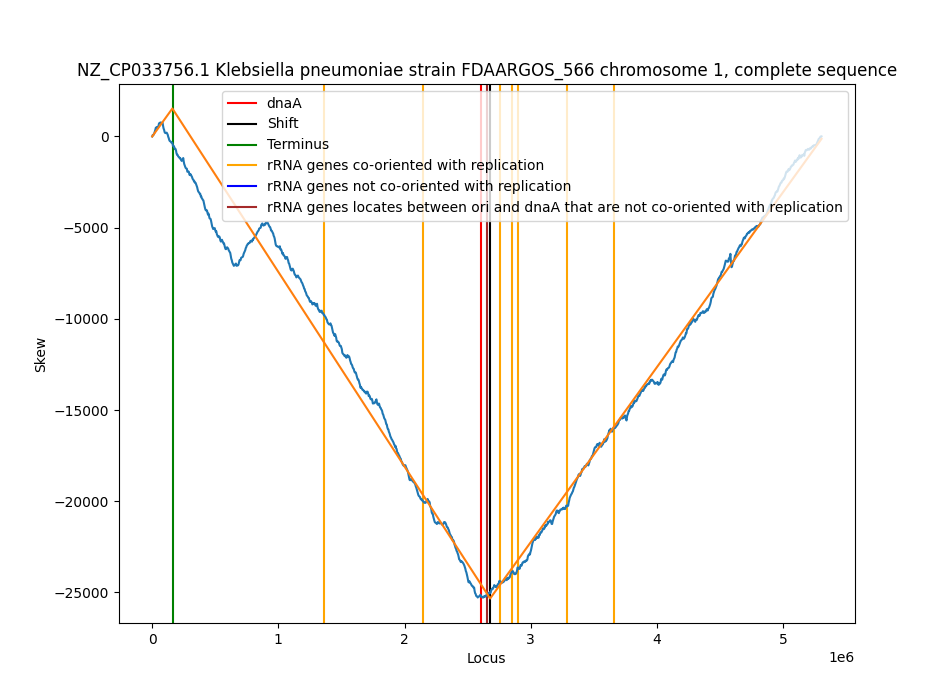 NZ_CP033756.1 Klebsiella pneumoniae strain FDAARGOS_566 chromosome 1, complete sequence
dnaA
Shift
Terminus
rRNA genes co-oriented with replication
rRNA genes not co-oriented with replication
rRNA genes locates between ori and dnaA that are not co-oriented with replication
0
−5000
−10000
−15000
−20000
−25000
Skew
0 1 2 3 4 5
1e6
Locus